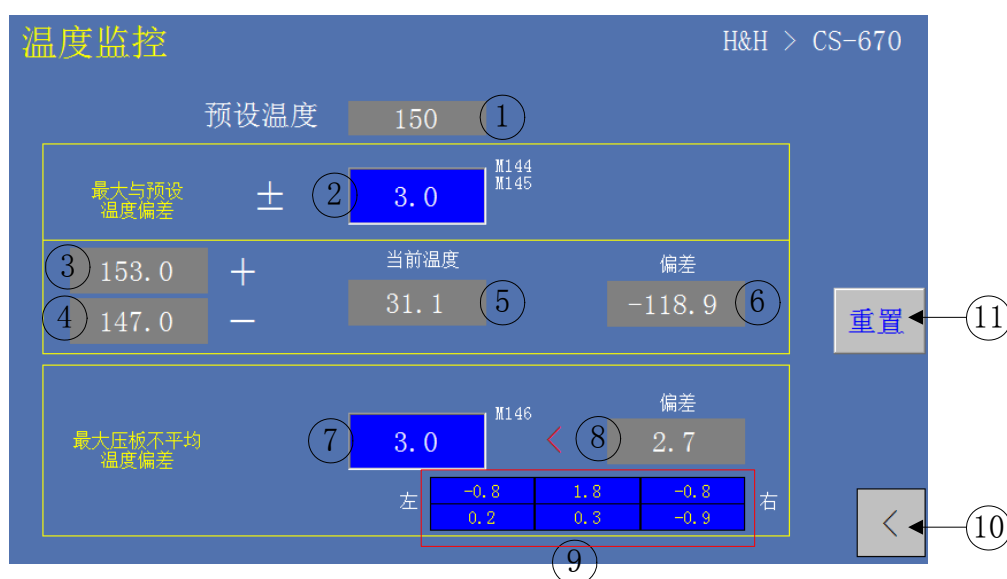 温度监控 H&H > CS-670
预设温度 150 ①
最大与预设
温度偏差
± ② 3.0 M144
M145
③ 153.0 + 当前温度 偏差
④ 147.0 - 31.1 ⑤ -118.9 ⑥
重置 ⑪
最大压板不平均
温度偏差
⑦ 3.0 M146 < ⑧ 偏差
2.7
左 -0.8 1.8 -0.8 右
0.2 0.3 -0.9
⑨
< ⑩